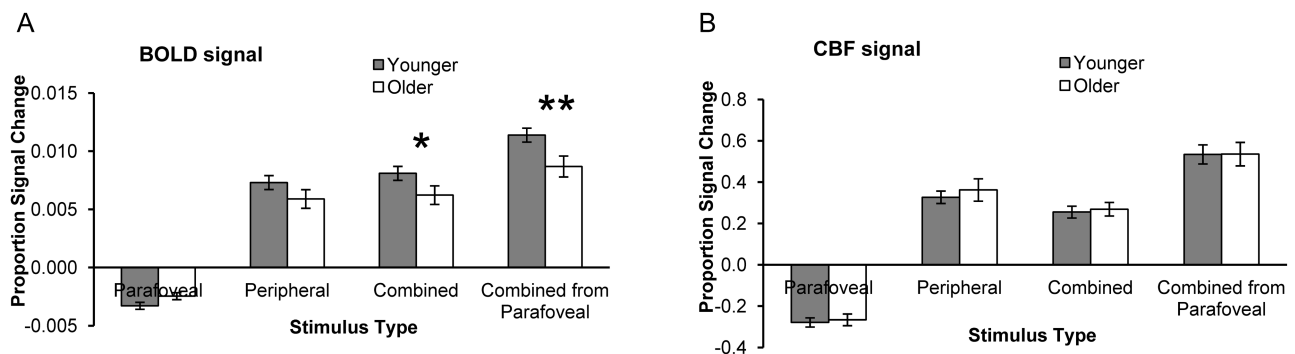 A
BOLD signal
Younger
Older
Proportion Signal Change
0.015
0.010
0.005
0.000
-0.005
*
**
Parafoveal
Peripheral
Combined
Combined from
Parafoveal
Stimulus Type
B
CBF signal
Younger
Older
Proportion Signal Change
0.8
0.6
0.4
0.2
0.0
-0.2
-0.4
Parafoveal
Peripheral
Combined
Combined from
Parafoveal
Stimulus Type